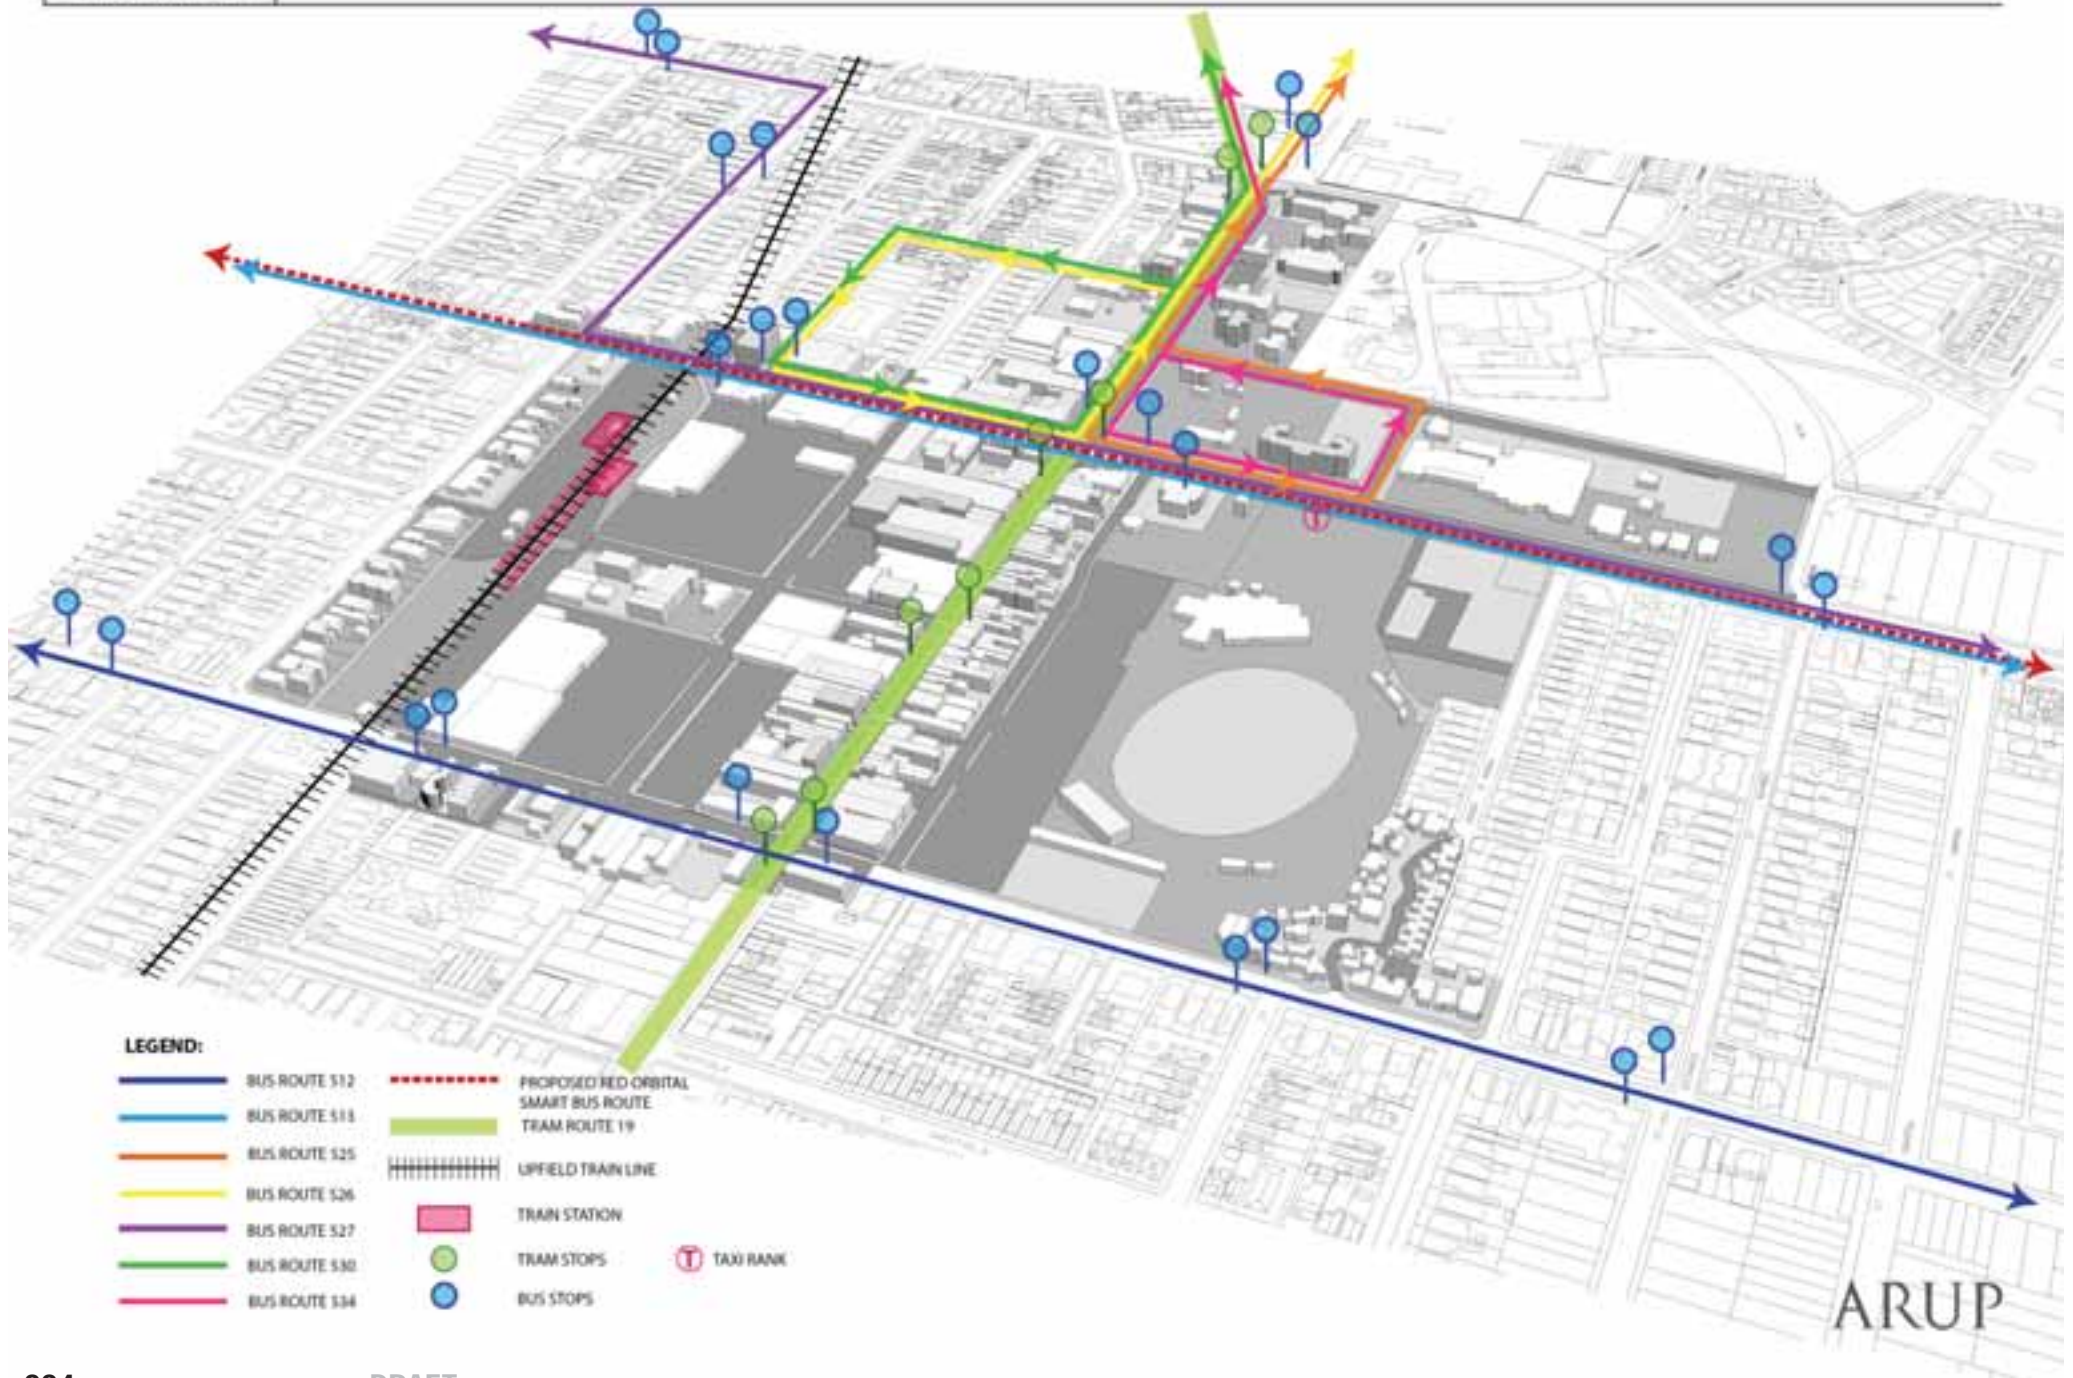 LEGEND:
BUS ROUTE 512
BUS ROUTE 513
BUS ROUTE 525
BUS ROUTE 526
BUS ROUTE 527
BUS ROUTE 530
BUS ROUTE 534
PROPOSED RED ORBITAL
SMART BUS ROUTE
TRAM ROUTE 19
UPFIELD TRAIN LINE
TRAIN STATION
TRAM STOPS
BUS STOPS
T
TAXI RANK
T
ARUP
DRAFT